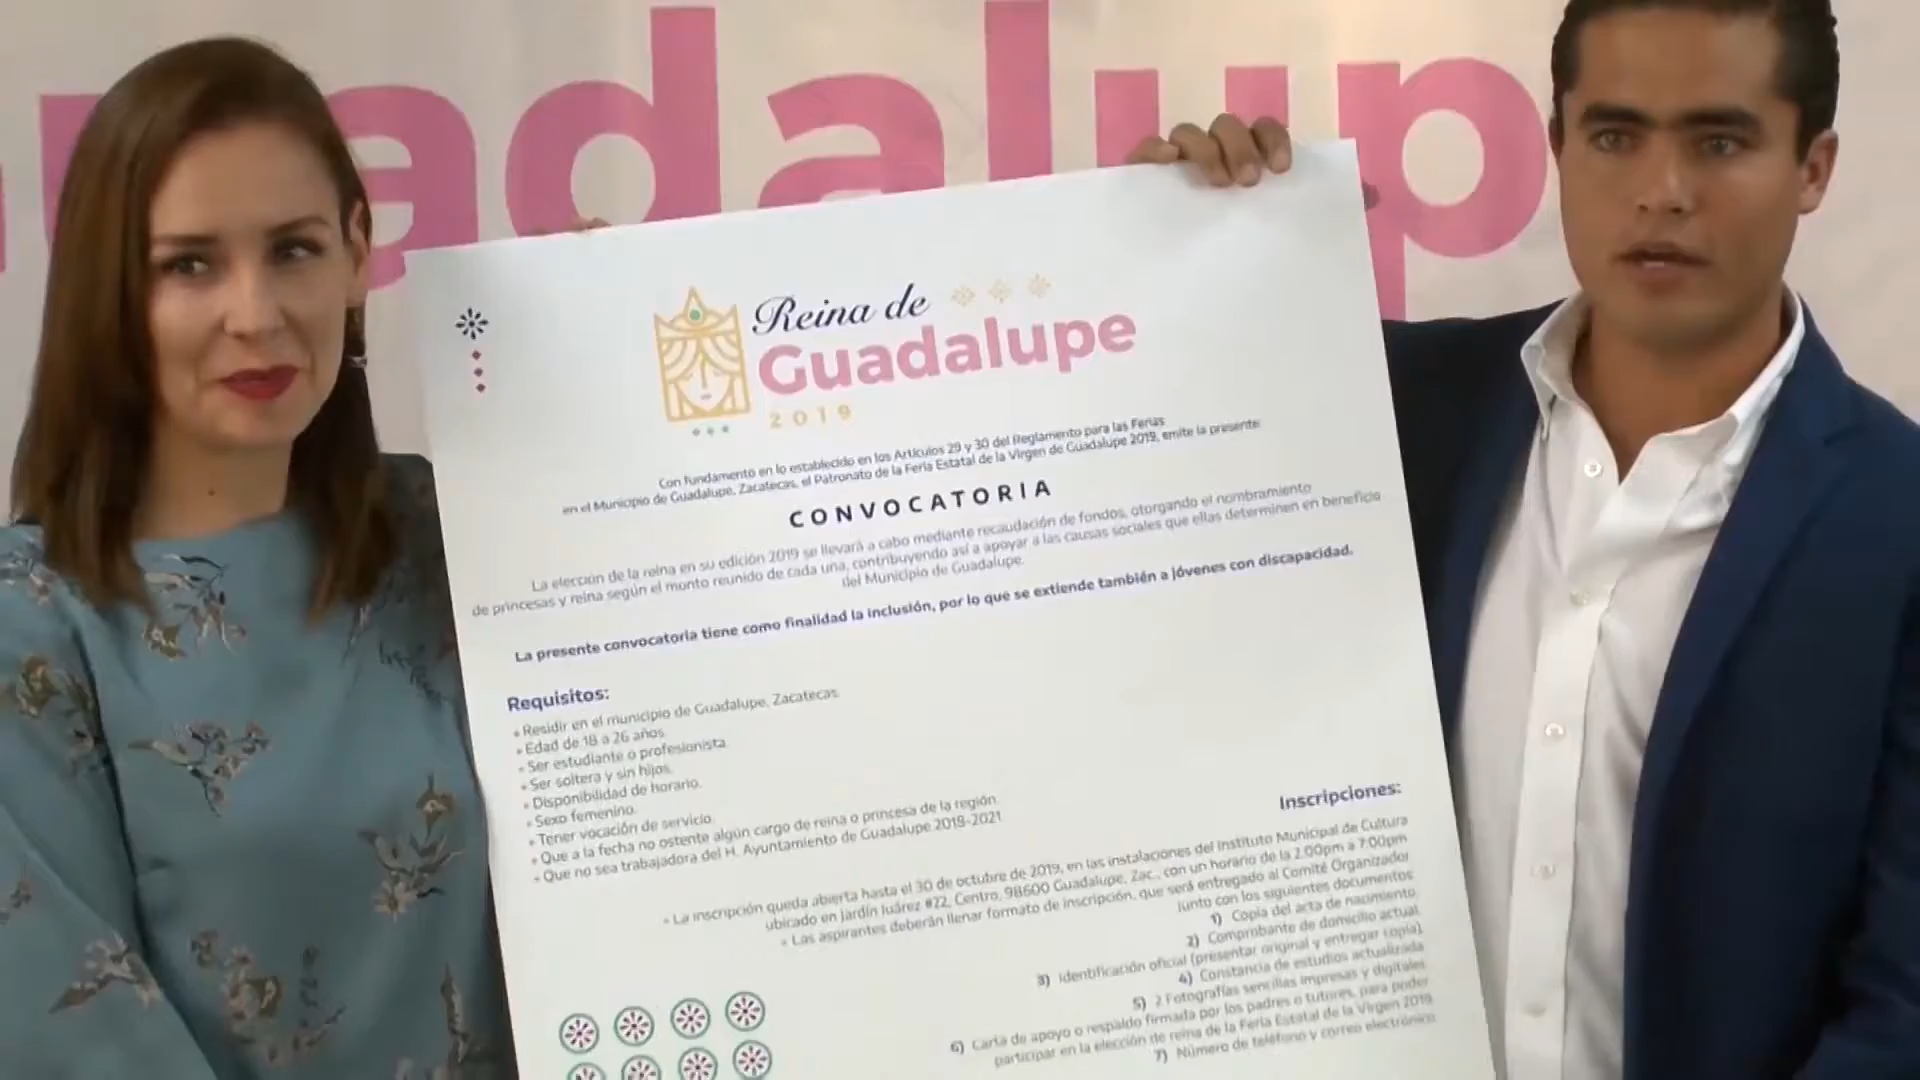 Guadalup
Reina de
Guadalupe
2019
Con fundamento en lo establecido en los Artículos 29 y 30 del Reglamento para las Ferias
en el Municipio de Guadalupe, Zacatecas, el Patronato de la Feria Estatal de la Virgen de Guadalupe 2019, emite la presente:
CONVOCATORIA
La elección de la reina en su edición 2019 se llevará a cabo mediante recaudación de fondos, otorgando el nombramiento
de princesas y reina según el monto reunido de cada una, contribuyendo así a apoyar a las causas sociales que ellas determinen en beneficio
del Municipio de Guadalupe.
La presente convocatoria tiene como finalidad la inclusión, por lo que se extiende también a jóvenes con discapacidad.
Requisitos:
• Residir en el municipio de Guadalupe, Zacatecas.
• Edad de 18 a 26 años.
• Ser estudiante o profesionista.
• Ser soltera y sin hijos.
• Disponibilidad de horario.
• Sexo femenino.
• Tener vocación de servicio.
• Que a la fecha no ostente algún cargo de reina o princesa de la región.
• Que no sea trabajadora del H. Ayuntamiento de Guadalupe 2018-2021
Inscripciones:
• La inscripción queda abierta hasta el 30 de octubre de 2019, en las instalaciones del Instituto Municipal de Cultura
ubicado en Jardín Juárez #22, Centro, 98600 Guadalupe, Zac., con un horario de la 2:00pm a 7:00pm
• Las aspirantes deberán llenar formato de inscripción, que será entregado al Comité Organizador
junto con los siguientes documentos
1) Copia del acta de nacimiento.
2) Comprobante de domicilio actual.
3) Identificación oficial (presentar original y entregar copia).
4) Constancia de estudios actualizada
5) 2 Fotografías sencillas impresas y digitales
6) Carta de apoyo o respaldo firmada por los padres o tutores, para poder
participar en la elección de reina de la Feria Estatal de la Virgen 2019
7) Número de teléfono y correo electrónico